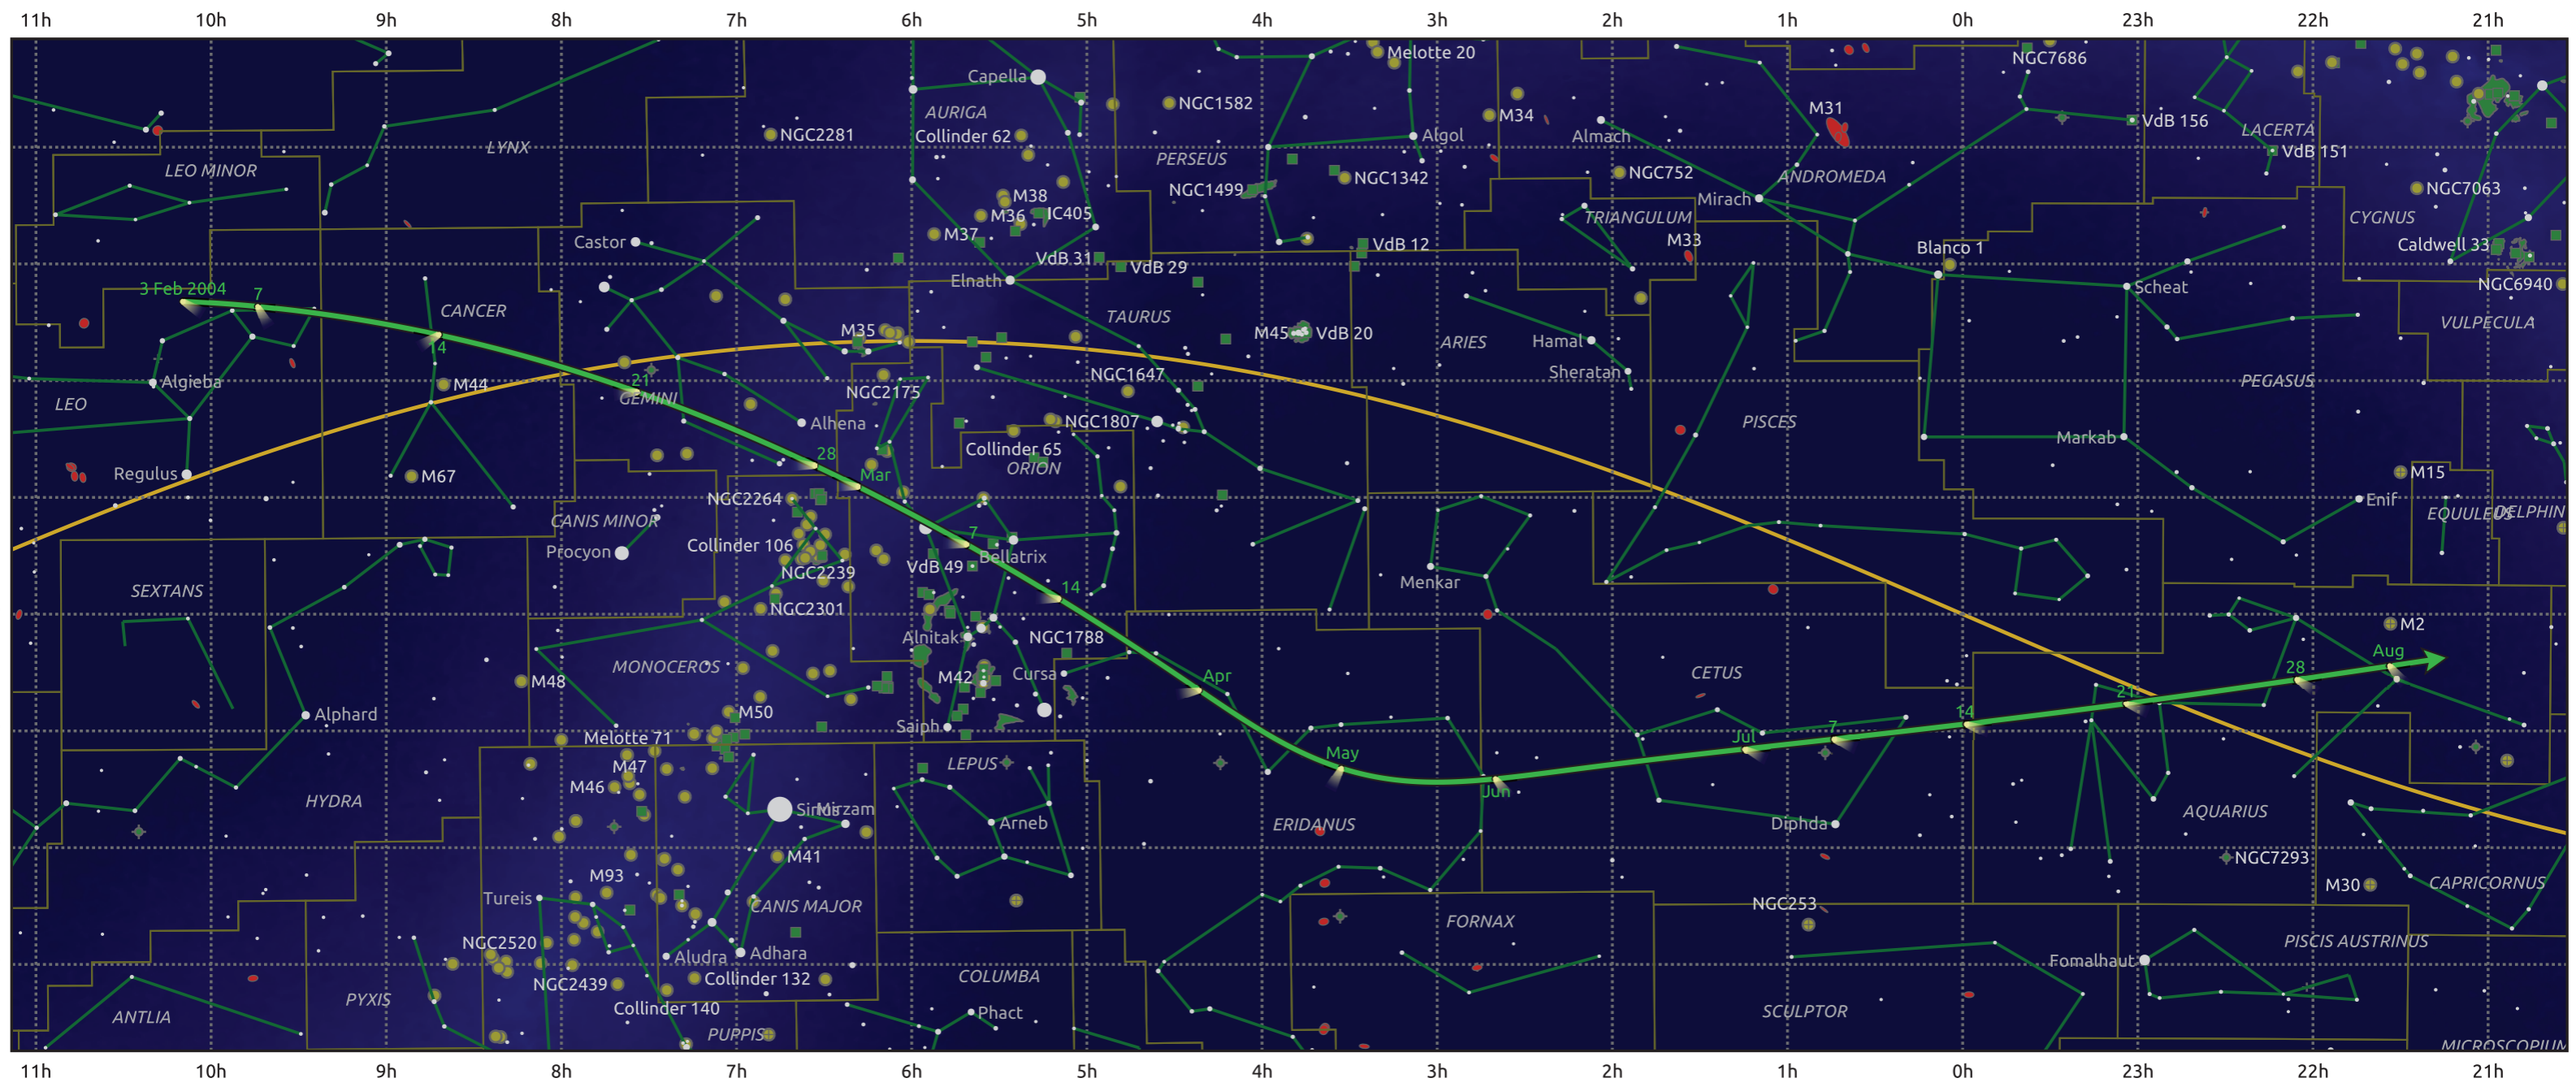 11h 10h 9h 8h 7h 6h 5h 4h 3h 2h 1h 0h 23h 22h 21h
Melotte 20
NGC7686
Capella
AURIGA
NGC1582
M34
M31
VdB 156
LACERTA
NGC2281
Collinder 62
Algol
Almach
VdB 151
LYNX
PERSEUS
LEO MINOR
NGC1342
NGC752
ANDROMEDA
NGC1499
NGC7063
M38
Mirach
M36
IC405
TRIANGULUM
CYGNUS
M37
Castor
VdB 12
M33
Blanco 1
Caldwell 33
VdB 31
VdB 29
Elnath
3 Feb 2004
7
Scheat
NGC6940
CANCER
TAURUS
VULPECULA
M35
M45
VdB 20
ARIES
Hamal
14
NGC1647
Sheratan
Algieba
M44
21
NGC2175
PEGASUS
LEO
GEMINI
Alhena
NGC1807
PISCES
Markab
Collinder 65
28
ORION
Regulus
M67
Mar
M15
NGC2264
Enif
CANIS MINOR
EQUULEUS
DELPHIN
7
Procyon
Collinder 106
Bellatrix
VdB 49
NGC2239
Menkar
SEXTANS
14
NGC2301
M2
Alnitak
NGC1788
Aug
MONOCEROS
28
M48
M42
Cursa
Apr
CETUS
21
Alphard
M50
14
Saiph
7
Melotte 71
Jul
May
M47
LEPUS
M46
Jun
HYDRA
Sirius
Mirzam
Arneb
ERIDANUS
Diphda
AQUARIUS
M41
NGC7293
M93
M30
CAPRICORNUS
Tureis
CANIS MAJOR
NGC253
FORNAX
NGC2520
PISCIS AUSTRINUS
Aludra
Adhara
Fomalhaut
COLUMBA
NGC2439
Collinder 132
PYXIS
Collinder 140
Phact
SCULPTOR
ANTLIA
PUPPIS
MICROSCOPIUM
11h 10h 9h 8h 7h 6h 5h 4h 3h 2h 1h 0h 23h 22h 21h